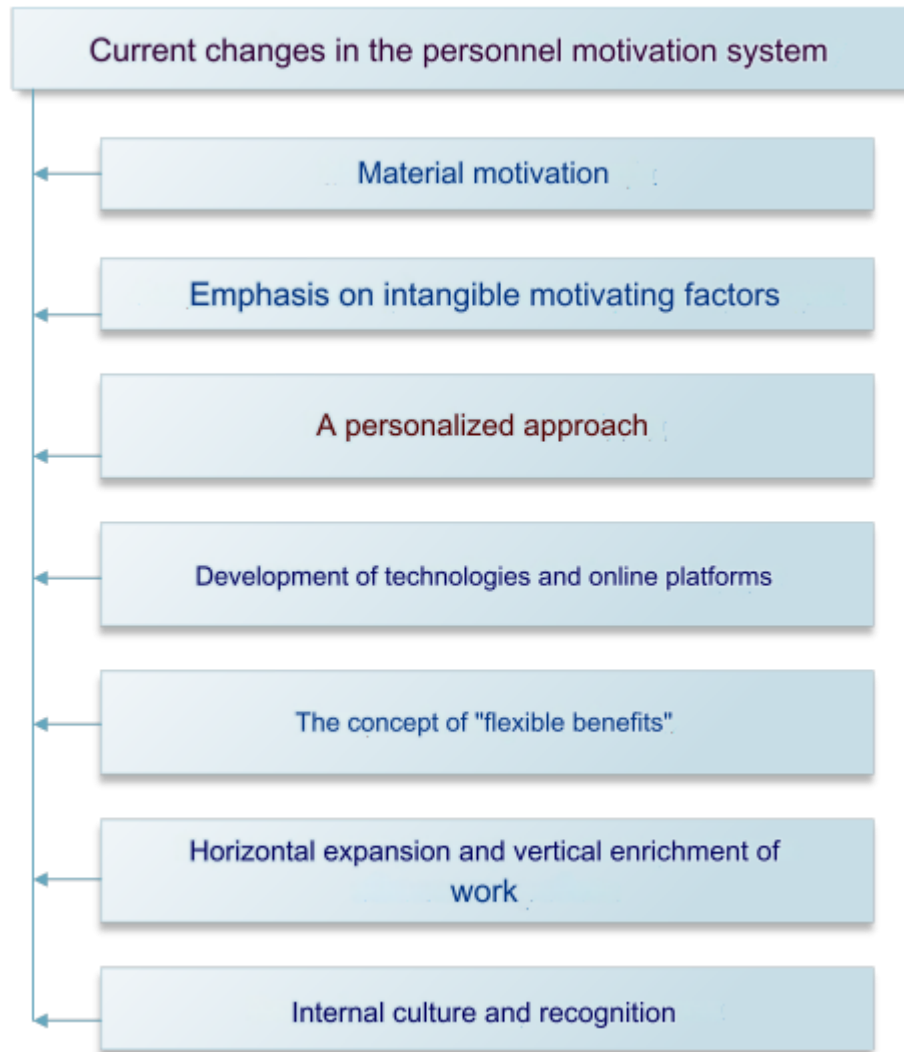 Current changes in the personnel motivation system
Material motivation
Emphasis on intangible motivating factors
A personalized approach
Development of technologies and online platforms
The concept of "flexible benefits"
Horizontal expansion and vertical enrichment of
work
Internal culture and recognition